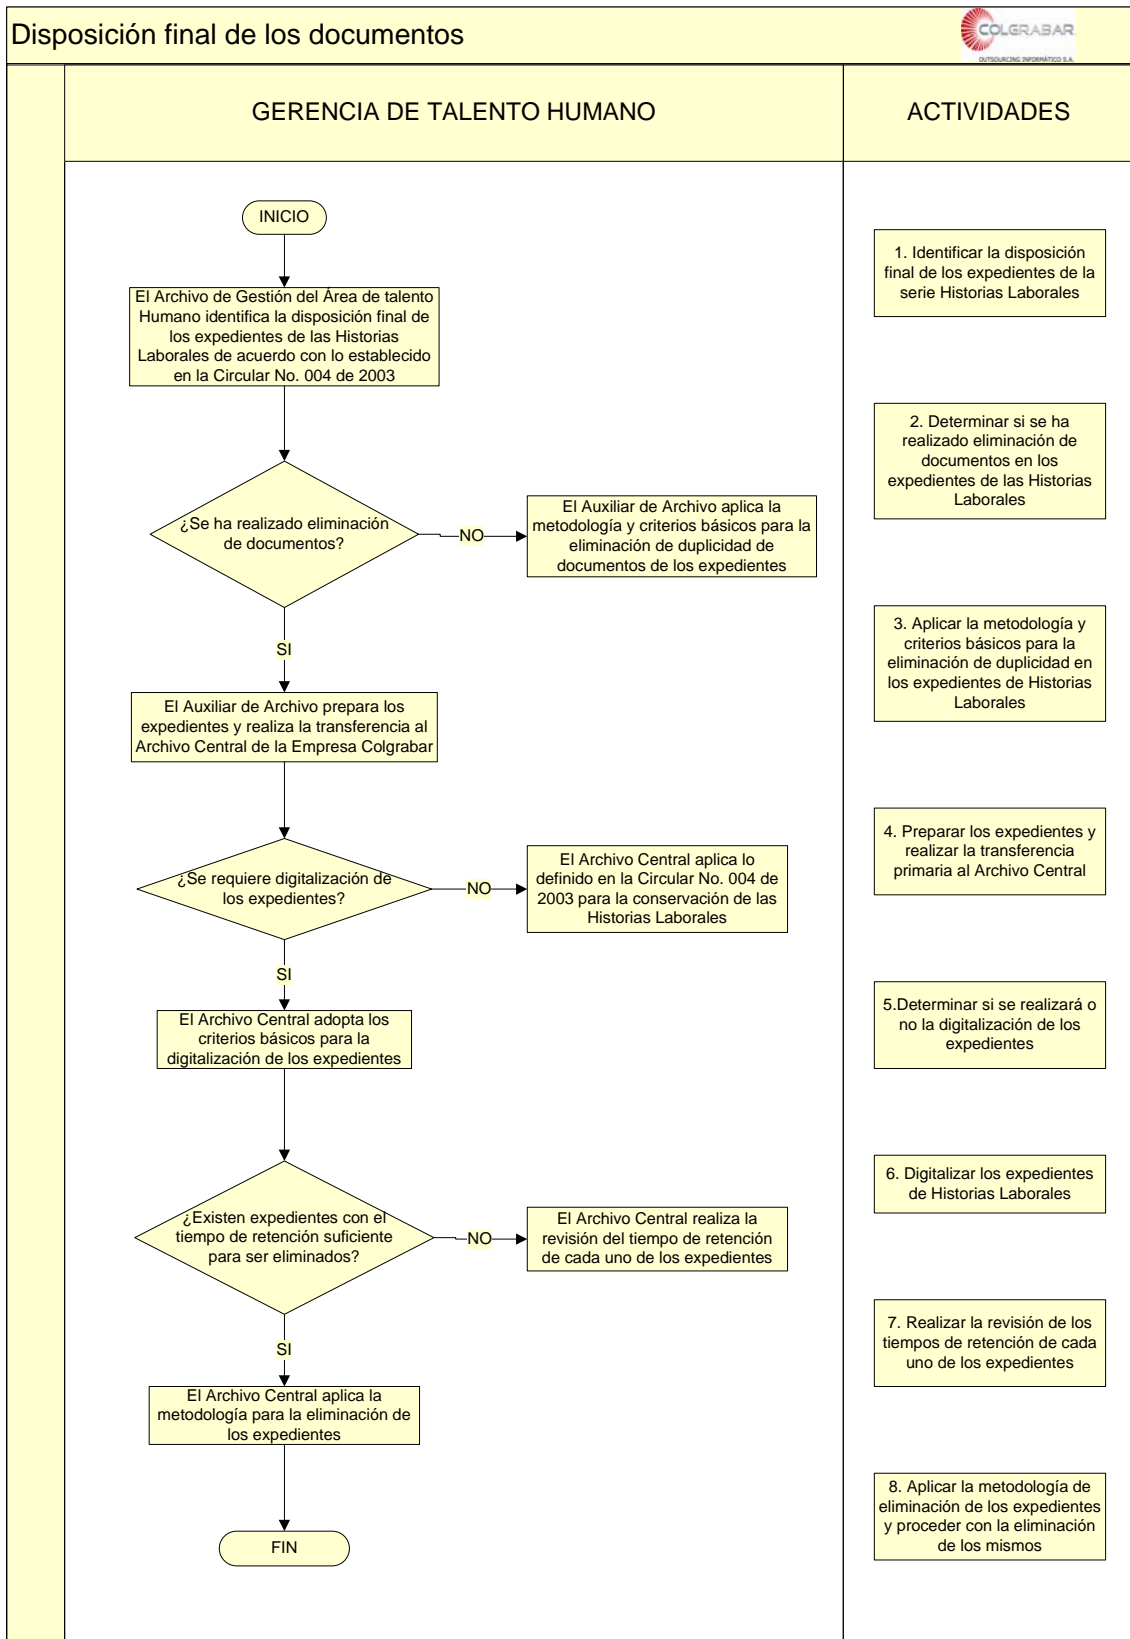 Disposición final de los documentos
COLGRABAR
OUTSOURCING INFORMÁTICO S.A.
GERENCIA DE TALENTO HUMANO
ACTIVIDADES
INICIO
El Archivo de Gestión del Área de talento
Humano identifica la disposición final de
los expedientes de las Historias
Laborales de acuerdo con lo establecido
en la Circular No. 004 de 2003
¿Se ha realizado eliminación
de documentos?
NO
El Auxiliar de Archivo aplica la
metodología y criterios básicos para la
eliminación de duplicidad de
documentos de los expedientes
SI
El Auxiliar de Archivo prepara los
expedientes y realiza la transferencia al
Archivo Central de la Empresa Colgrabar
¿Se requiere digitalización de
los expedientes?
NO
El Archivo Central aplica lo
definido en la Circular No. 004 de
2003 para la conservación de las
Historias Laborales
SI
El Archivo Central adopta los
criterios básicos para la
digitalización de los expedientes
¿Existen expedientes con el
tiempo de retención suficiente
para ser eliminados?
NO
El Archivo Central realiza la
revisión del tiempo de retención
de cada uno de los expedientes
SI
El Archivo Central aplica la
metodología para la eliminación de
los expedientes
FIN
1. Identificar la disposición
final de los expedientes de la
serie Historias Laborales
2. Determinar si se ha
realizado eliminación de
documentos en los
expedientes de las Historias
Laborales
3. Aplicar la metodología y
criterios básicos para la
eliminación de duplicidad en
los expedientes de Historias
Laborales
4. Preparar los expedientes y
realizar la transferencia
primaria al Archivo Central
5.Determinar si se realizará o
no la digitalización de los
expedientes
6. Digitalizar los expedientes
de Historias Laborales
7. Realizar la revisión de los
tiempos de retención de cada
uno de los expedientes
8. Aplicar la metodología de
eliminación de los expedientes
y proceder con la eliminación
de los mismos